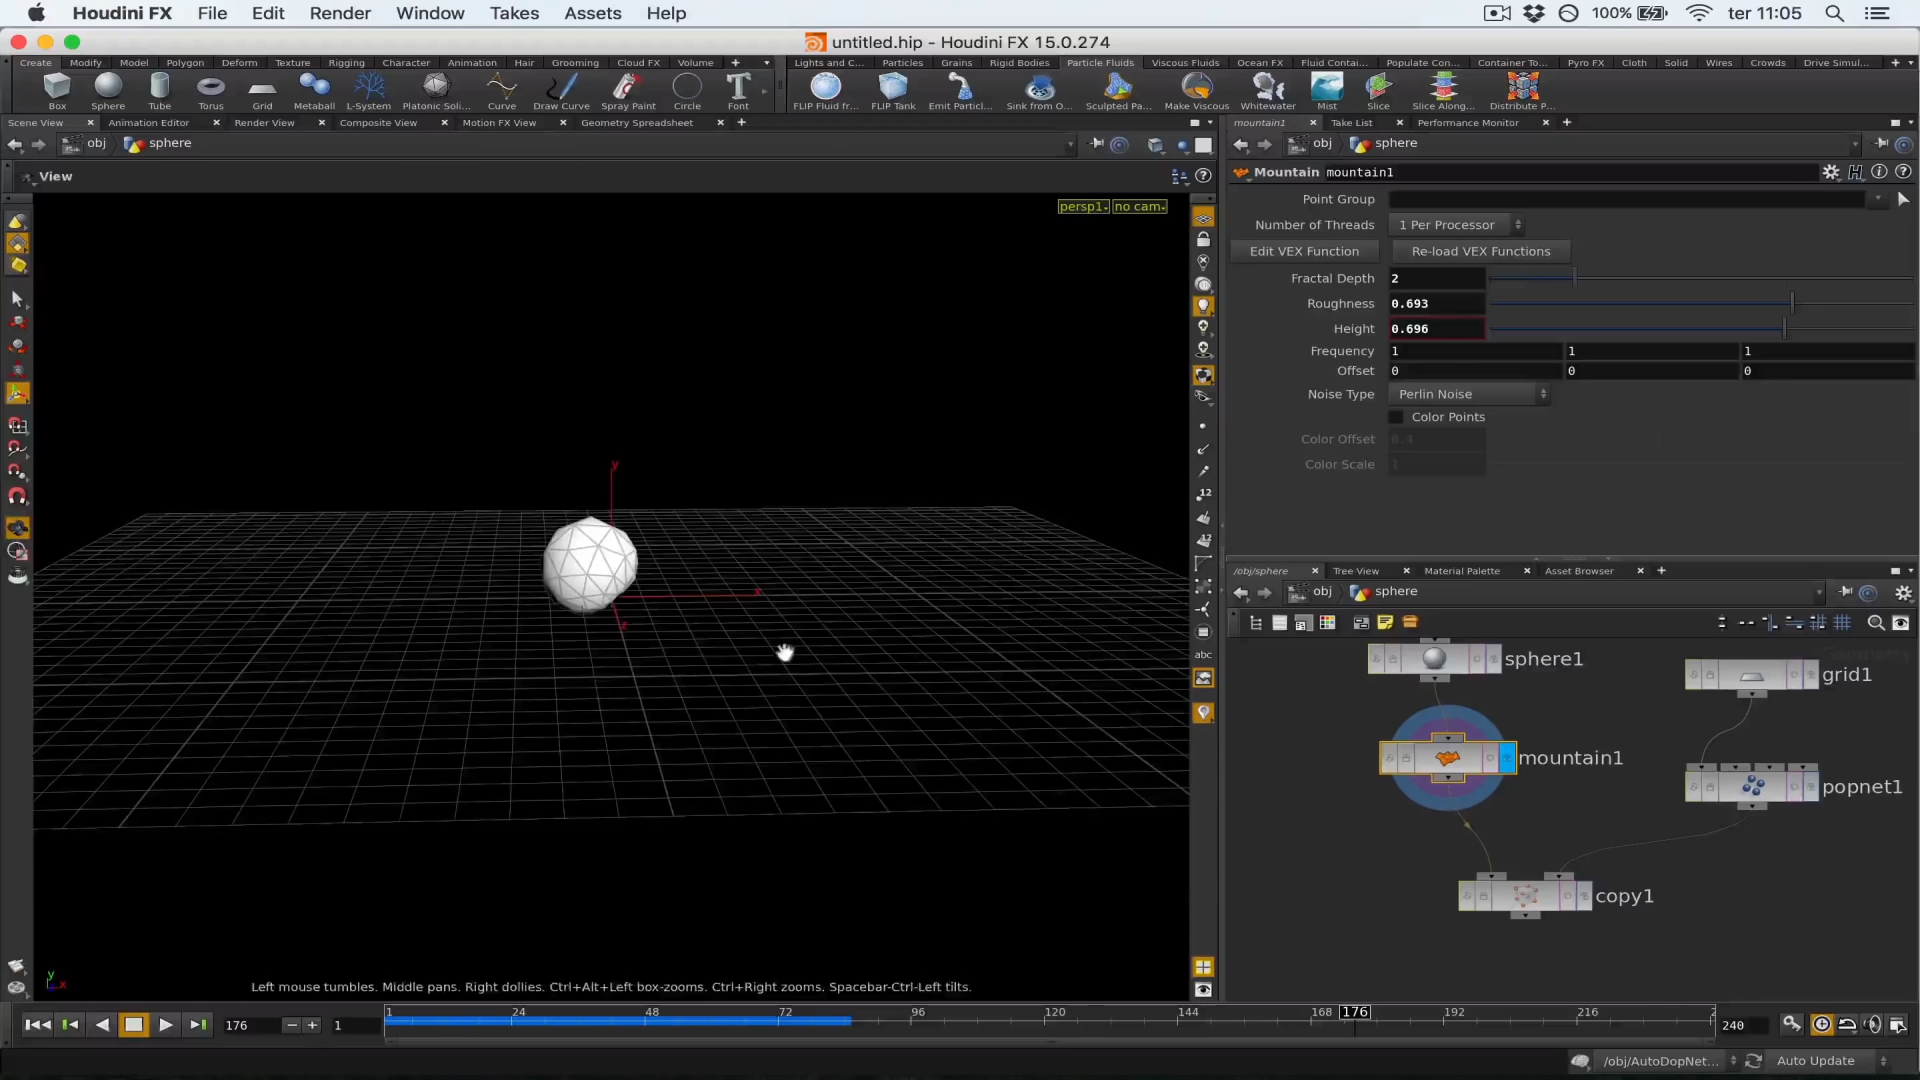 Houdini FX File Edit Render Window Takes Assets Help 100% ter 11:05
untitled.hip - Houdini FX 15.0.274
Create Modify Model Polygon Deform Texture Rigging Character Animation Hair Grooming Cloud FX Volume
Lights and C... Particles Grains Rigid Bodies Particle Fluids Viscous Fluids Ocean FX Fluid Contai... Populate Con... Container To... Pyro FX Cloth Solid Wires Crowds Drive Simul...
Box Sphere Tube Torus Grid Metaball L-System Platonic Soli... Curve Draw Curve Spray Paint Circle Font
FLIP Fluid fr... FLIP Tank Emit Particl... Sink from O... Sculpted Pa... Make Viscous Whitewater Mist Slice Slice Along... Distribute P...
Scene View Animation Editor Render View Composite View Motion FX View Geometry Spreadsheet
mountain1 Take List Performance Monitor
obj sphere
obj sphere
View
Mountain mountain1
persp1 no cam
Point Group
Number of Threads 1 Per Processor
Edit VEX Function Re-load VEX Functions
Fractal Depth 2
Roughness 0.693
Height 0.696
Frequency 1 1 1
Offset 0 0 0
Noise Type Perlin Noise
Color Points
Color Offset 0.4
Color Scale 1
y
x
z
12
12
abc
/obj/sphere Tree View Material Palette Asset Browser
obj sphere
sphere1
grid1
mountain1
popnet1
copy1
y
x
Left mouse tumbles. Middle pans. Right dollies. Ctrl+Alt+Left box-zooms. Ctrl+Right zooms. Spacebar-Ctrl-Left tilts.
1 24 48 72 96 120 144 168 176 192 216 2
176 1 240
/obj/AutoDopNet... Auto Update